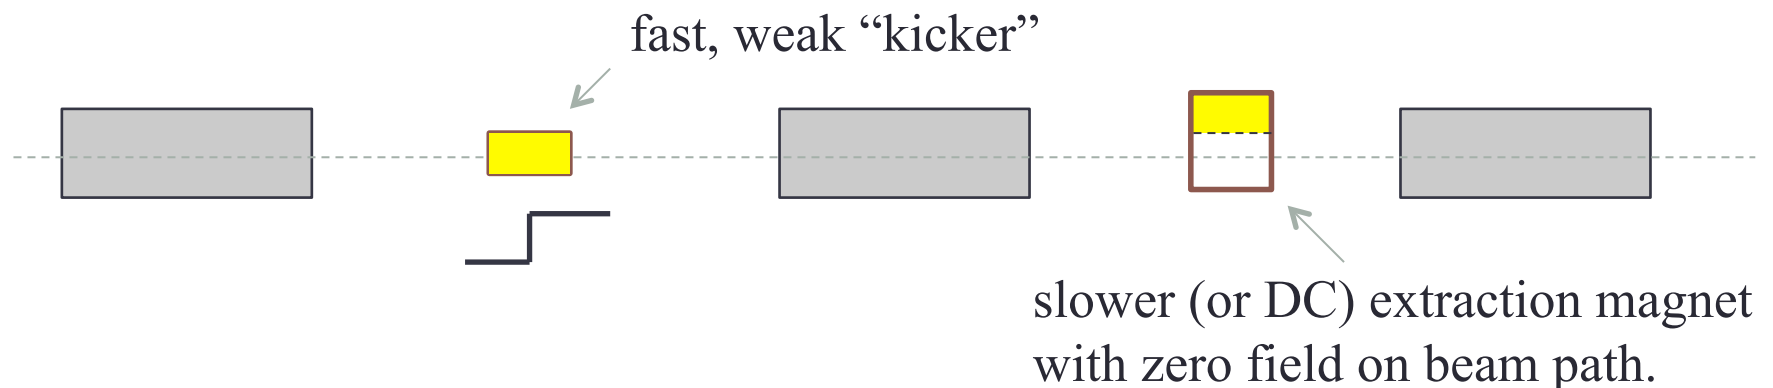 fast, weak “kicker”
slower (or DC) extraction magnet
with zero field on beam path.